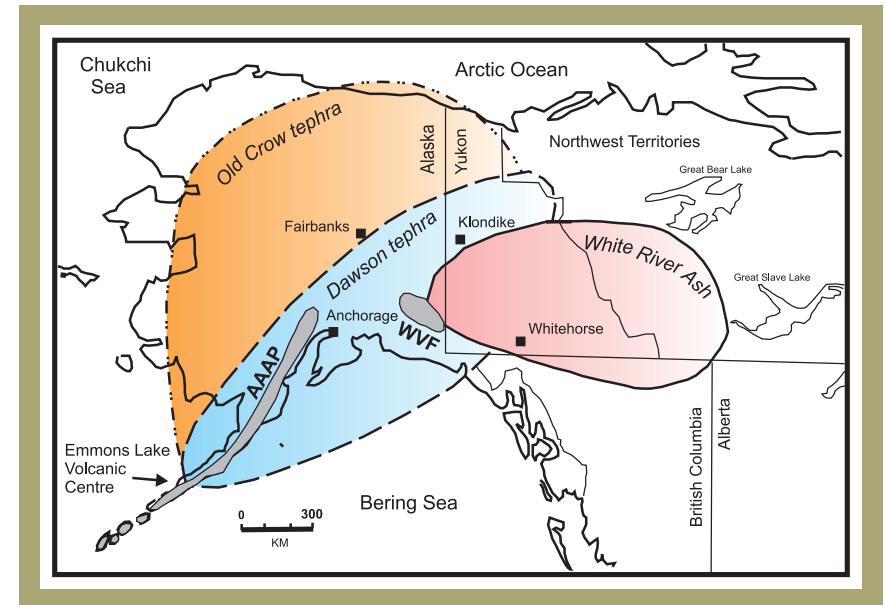 Chukchi
Sea
Arctic Ocean
Old Crow tephra
Alaska
Yukon
Northwest Territories
Great Bear Lake
Fairbanks
Dawson tephra
Klondike
White River Ash
Great Slave Lake
Anchorage
WVF
Whitehorse
AAAP
Emmons Lake
Volcanic
Centre
Bering Sea
British Columbia
Alberta
0 300
KM